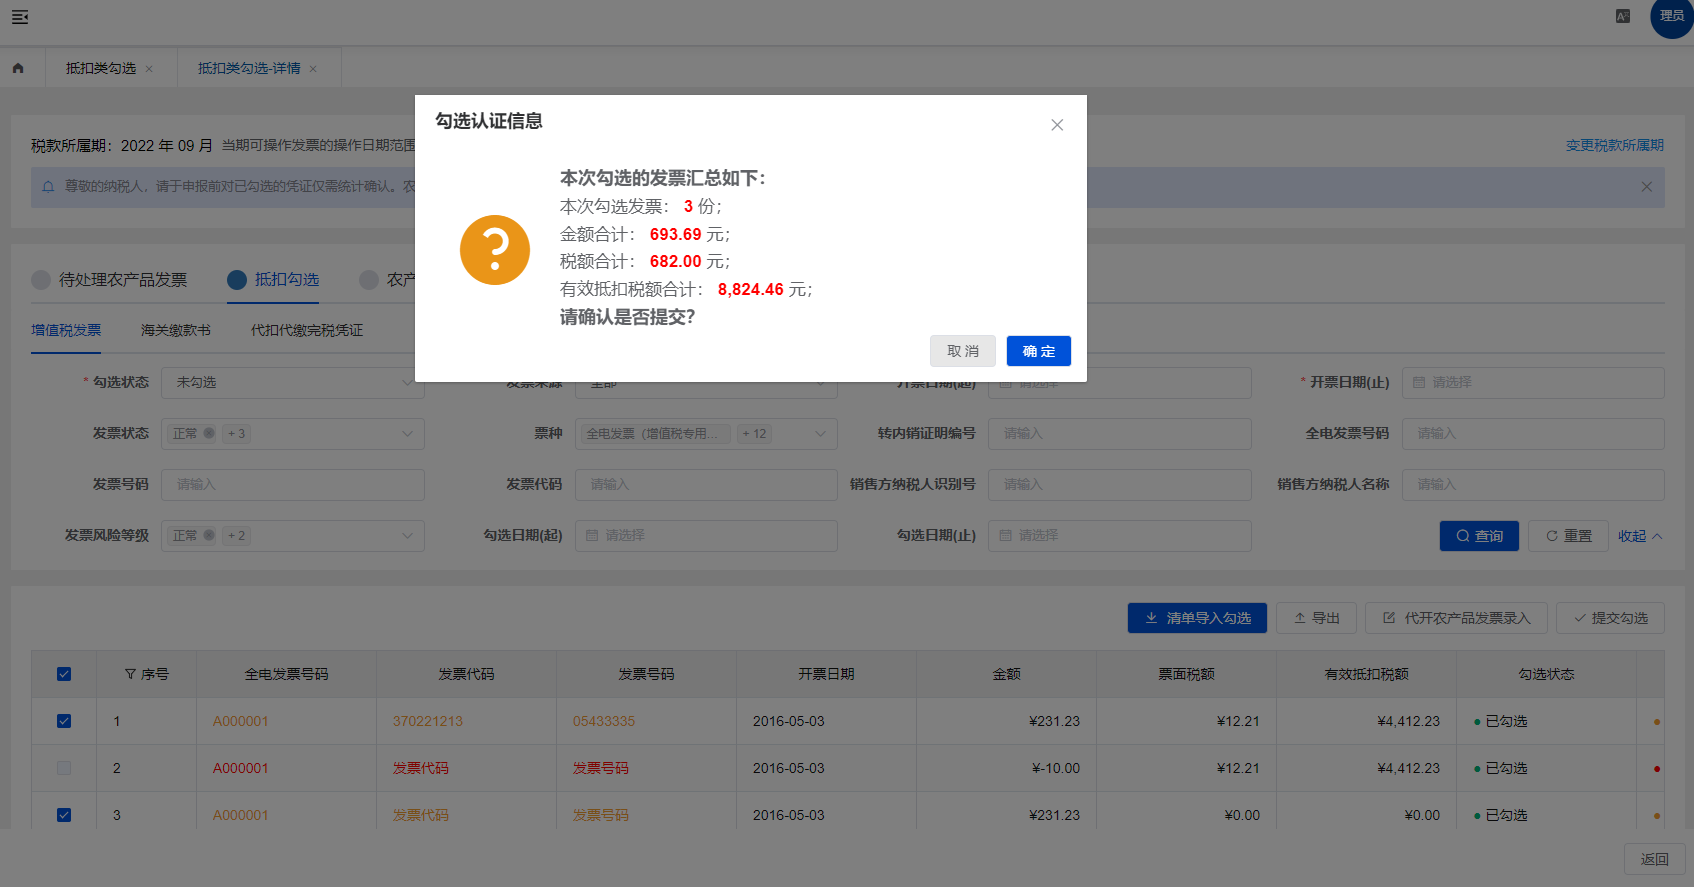 理员
抵扣类勾选
抵扣类勾选-详情
勾选认证信息
本次勾选的发票汇总如下：
本次勾选发票： 3 份；
金额合计： 693.69 元；
税额合计： 682.00 元；
有效抵扣税额合计： 8,824.46 元；
请确认是否提交？
取 消 确 定
税款所属期： 2022 年 09 月 当期可操作发票的操作日期范围
变更税款所属期
尊敬的纳税人，请于申报前对已勾选的凭证仅需统计确认。农
待处理农产品发票 抵扣勾选 农产
增值税发票 海关缴款书 代扣代缴完税凭证
* 勾选状态 未勾选 发票来源 全部 开票日期(起) 请选择 * 开票日期(止) 请选择
发票状态 正常 + 3 票种 全电发票（增值税专用... + 12 转内销证明编号 请输入 全电发票号码 请输入
发票号码 请输入 发票代码 请输入 销售方纳税人识别号 请输入 销售方纳税人名称 请输入
发票风险等级 正常 + 2 勾选日期(起) 请选择 勾选日期(止) 请选择 查询 重置 收起
清单导入勾选 导出 代开农产品发票录入 提交勾选
序号 全电发票号码 发票代码 发票号码 开票日期 金额 票面税额 有效抵扣税额 勾选状态
1 A000001 370221213 05433335 2016-05-03 ¥231.23 ¥12.21 ¥4,412.23 已勾选
2 A000001 发票代码 发票号码 2016-05-03 ¥-10.00 ¥12.21 ¥4,412.23 已勾选
3 A000001 发票代码 发票号码 2016-05-03 ¥231.23 ¥0.00 ¥0.00 已勾选
返回